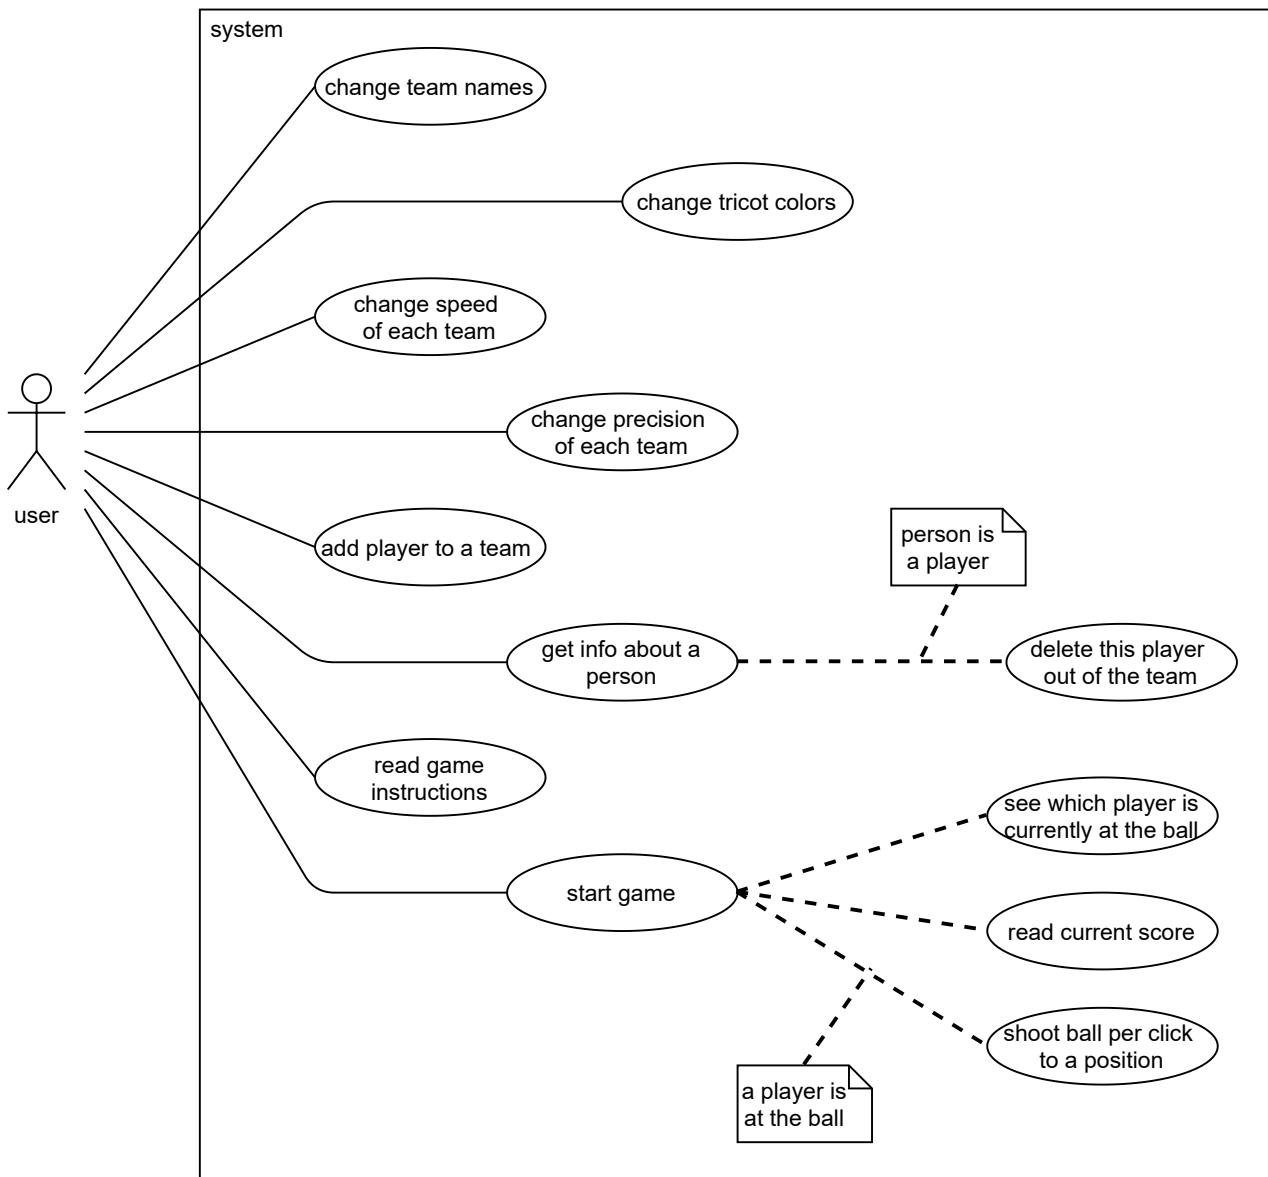 system
change team names
change tricot colors
change speed
of each team
change precision
of each team
user
add player to a team
person is
a player
get info about a
person
delete this player
out of the team
read game
instructions
see which player is
currently at the ball
start game
read current score
shoot ball per click
to a position
a player is
at the ball